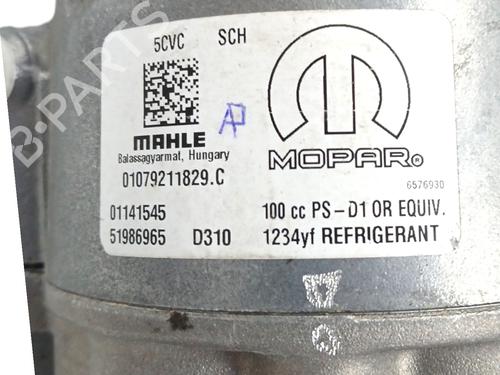 5CVC SCH
MAHLE
Balassagyarmat, Hungary
MOPAR®
01079211829.C
6576930
01141545 100 cc PS-D1 OR EQUIV.
51986965 D310 1234yf REFRIGERANT
B-PARTS